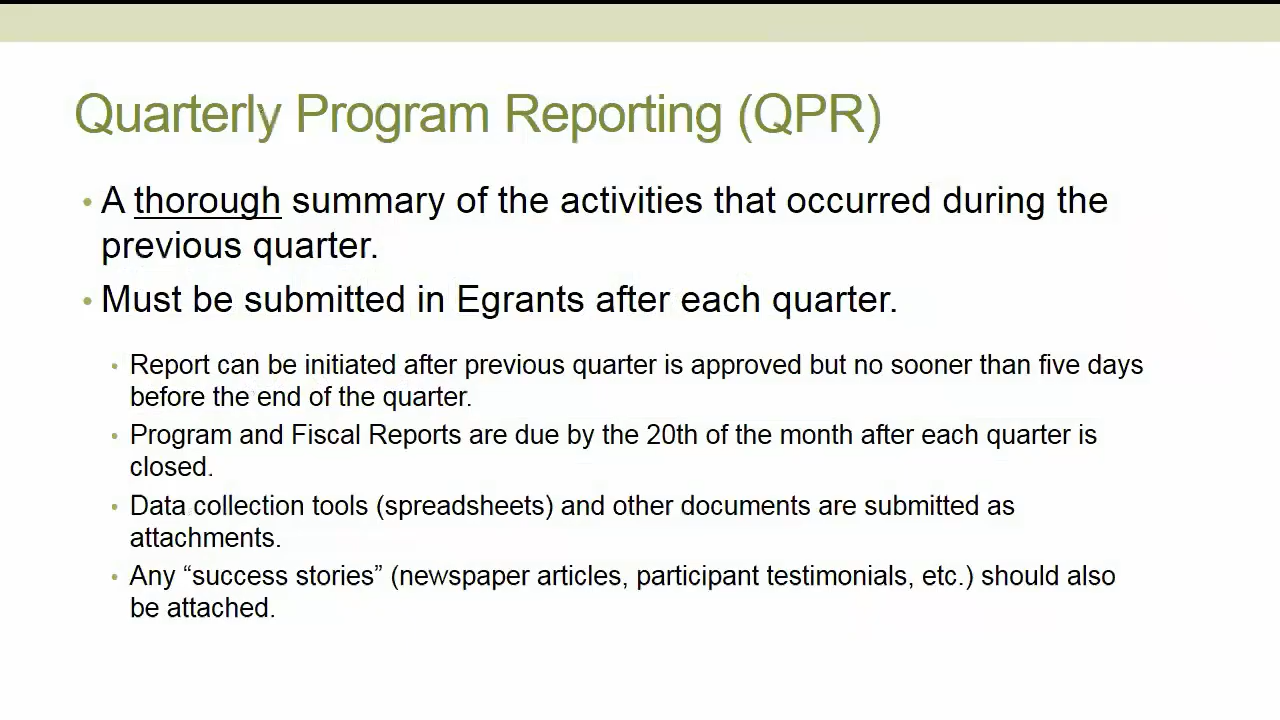 Quarterly Program Reporting (QPR)
• A thorough summary of the activities that occurred during the
previous quarter.
• Must be submitted in Egrants after each quarter.
• Report can be initiated after previous quarter is approved but no sooner than five days
before the end of the quarter.
• Program and Fiscal Reports are due by the 20th of the month after each quarter is
closed.
• Data collection tools (spreadsheets) and other documents are submitted as
attachments.
• Any “success stories” (newspaper articles, participant testimonials, etc.) should also
be attached.